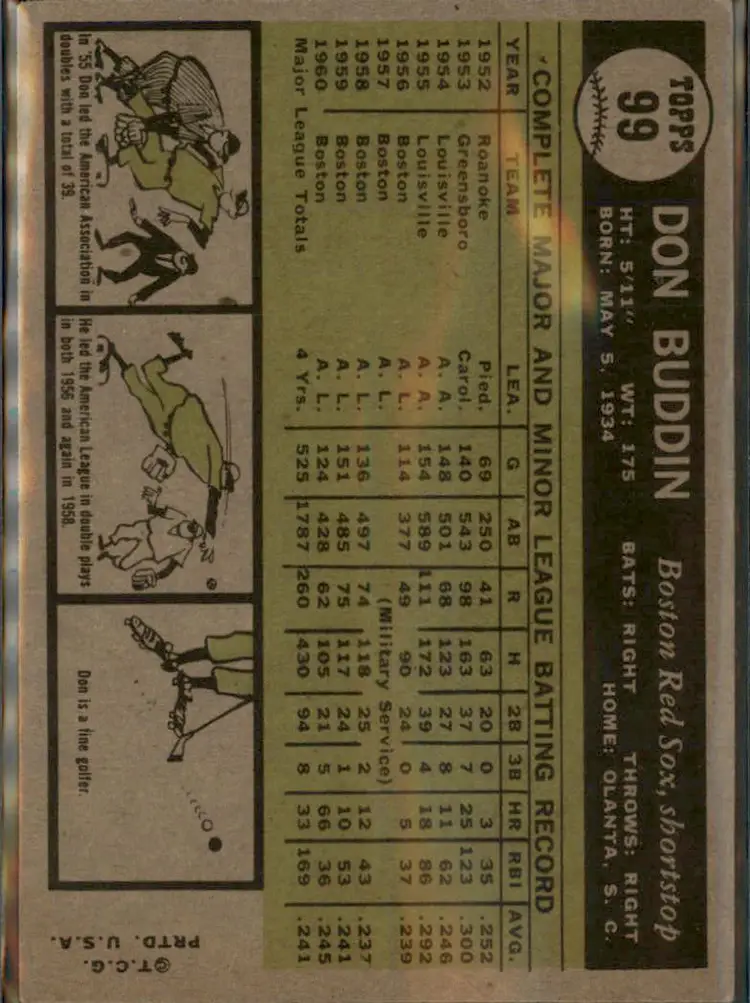 TOPPS
99
DON BUDDIN
Boston Red Sox, shortstop
HT: 5'11" WT: 175 BATS: RIGHT THROWS: RIGHT
BORN: MAY 5, 1934 HOME: OLANTA, S. C.
COMPLETE MAJOR AND MINOR LEAGUE BATTING RECORD
YEAR TEAM LEA. G AB R H 2B 3B HR RBI AVG.
1952 Roanoke Pied. 69 250 41 63 20 0 3 35 .252
1953 Greensboro Carol. 140 543 98 163 37 7 25 123 .300
1954 Louisville A. A. 148 501 68 123 27 8 11 62 .246
1955 Louisville A. A. 154 589 111 172 39 4 18 86 .292
1956 Boston A. L. 114 377 49 90 24 0 5 37 .239
1957 Boston A. L. (Military Service)
1958 Boston A. L. 136 497 74 118 25 2 12 43 .237
1959 Boston A. L. 151 485 75 117 24 1 10 53 .241
1960 Boston A. L. 124 428 62 105 21 5 66 36 .245
Major League Totals 4 Yrs. 525 1787 260 430 94 8 33 169 .241
In '55 Don led the American Association in
doubles with a total of 39.
He led the American League in double plays
in both 1956 and again in 1958.
Don is a fine golfer.
©T.C.G.
PRTD. U.S.A.